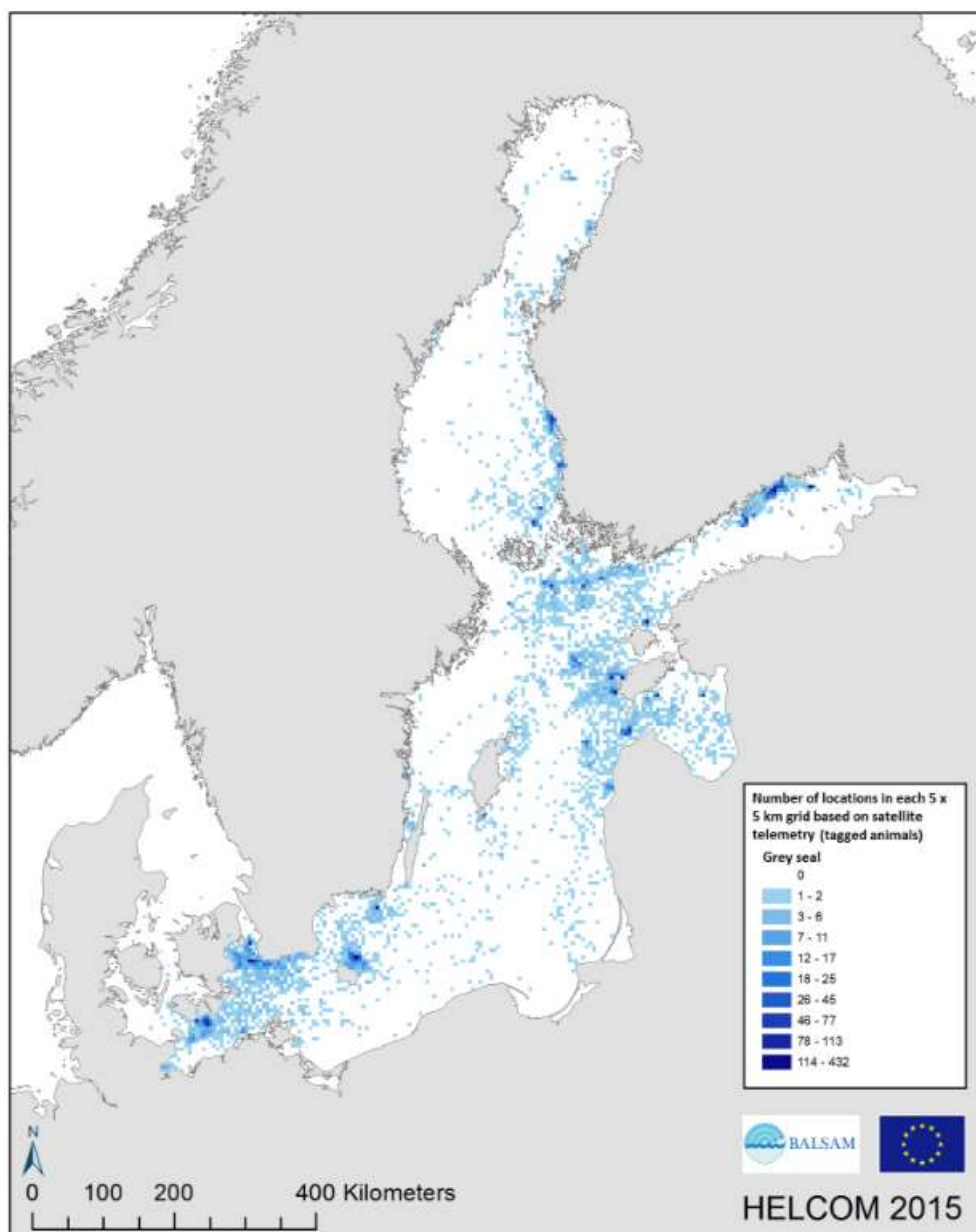 Number of locations in each 5 x
5 km grid based on satellite
telemetry (tagged animals)
Grey seal
0
1 - 2
3 - 6
7 - 11
12 - 17
18 - 25
26 - 45
46 - 77
78 - 113
114 - 432
N
0 100 200 400 Kilometers
BALSAM
HELCOM 2015